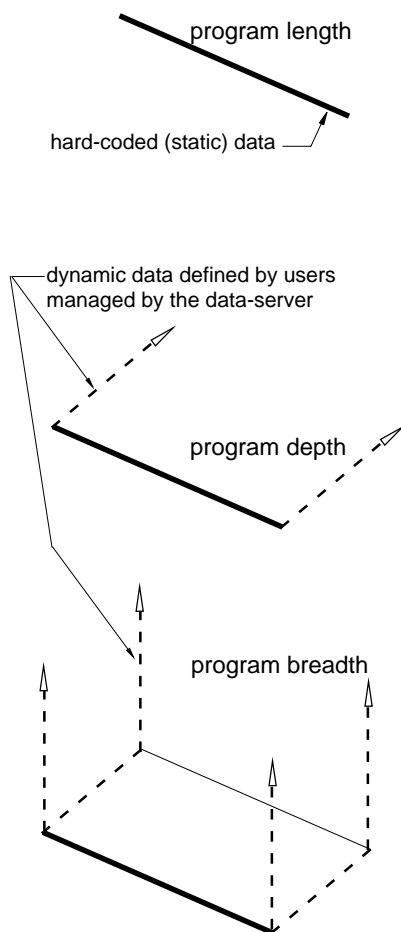 program length
hard-coded (static) data
dynamic data defined by users
managed by the data-server
program depth
program breadth